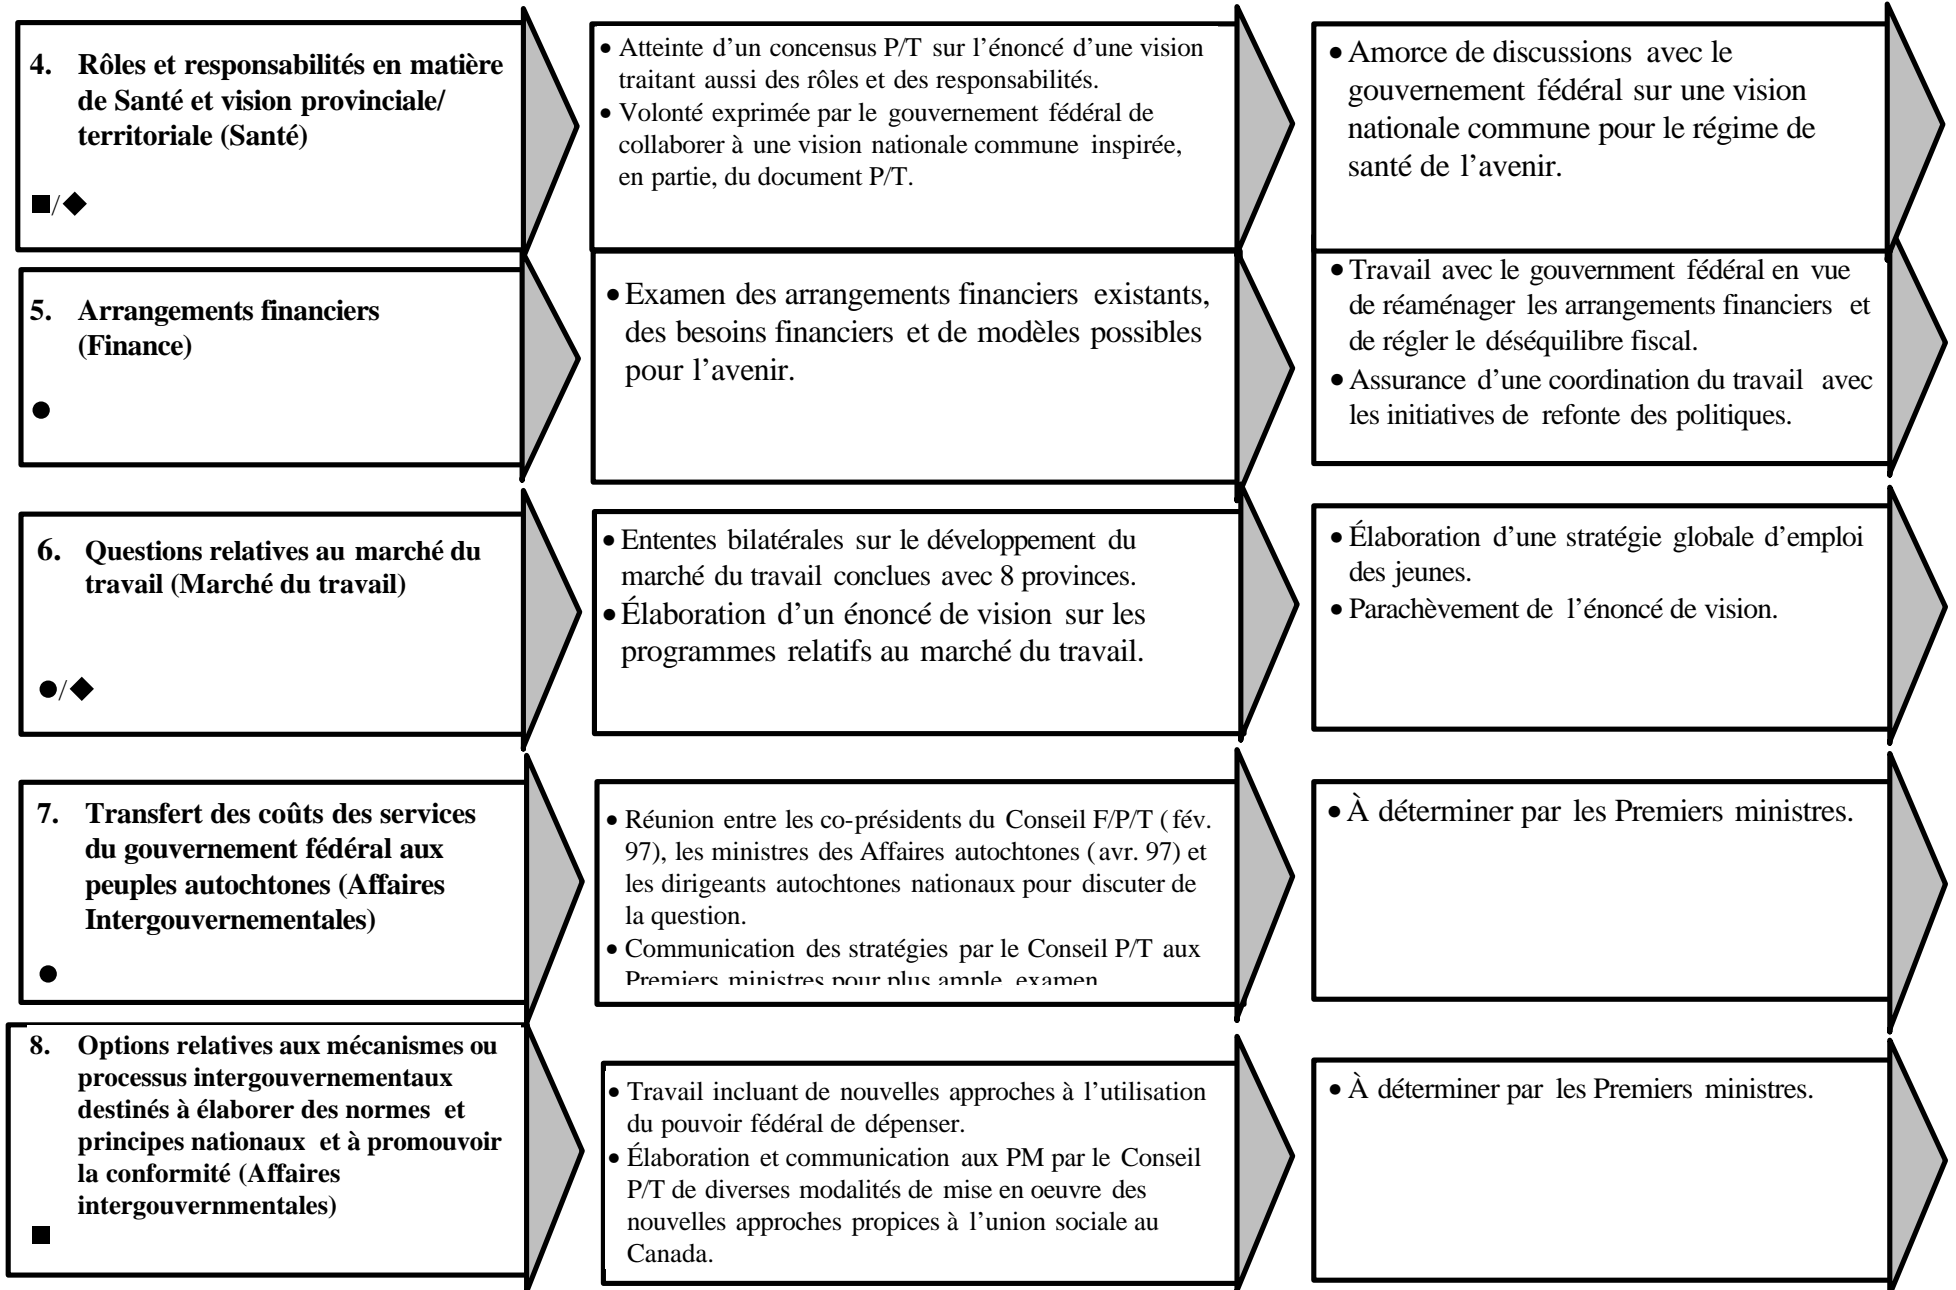 4. Rôles et responsabilités en matière
de Santé et vision provinciale/
territoriale (Santé)
■/◆
• Atteinte d’un concensus P/T sur l’énoncé d’une vision
traitant aussi des rôles et des responsabilités.
• Volonté exprimée par le gouvernement fédéral de
collaborer à une vision nationale commune inspirée,
en partie, du document P/T.
• Amorce de discussions avec le
gouvernement fédéral sur une vision
nationale commune pour le régime de
santé de l’avenir.
5. Arrangements financiers
(Finance)
●
• Examen des arrangements financiers existants,
des besoins financiers et de modèles possibles
pour l’avenir.
• Travail avec le gouvernment fédéral en vue
de réaménager les arrangements financiers et
de régler le déséquilibre fiscal.
• Assurance d’une coordination du travail avec
les initiatives de refonte des politiques.
6. Questions relatives au marché du
travail (Marché du travail)
●/◆
• Ententes bilatérales sur le développement du
marché du travail conclues avec 8 provinces.
• Élaboration d’un énoncé de vision sur les
programmes relatifs au marché du travail.
• Élaboration d’une stratégie globale d’emploi
des jeunes.
• Parachèvement de l’énoncé de vision.
7. Transfert des coûts des services
du gouvernement fédéral aux
peuples autochtones (Affaires
Intergouvernementales)
●
• Réunion entre les co-présidents du Conseil F/P/T (fév.
97), les ministres des Affaires autochtones (avr. 97) et
les dirigeants autochtones nationaux pour discuter de
la question.
• Communication des stratégies par le Conseil P/T aux
Premiers ministres pour plus ample examen
• À déterminer par les Premiers ministres.
8. Options relatives aux mécanismes ou
processus intergouvernementaux
destinés à élaborer des normes et
principes nationaux et à promouvoir
la conformité (Affaires
intergouvernmentales)
■
• Travail incluant de nouvelles approches à l’utilisation
du pouvoir fédéral de dépenser.
• Élaboration et communication aux PM par le Conseil
P/T de diverses modalités de mise en oeuvre des
nouvelles approches propices à l’union sociale au
Canada.
• À déterminer par les Premiers ministres.